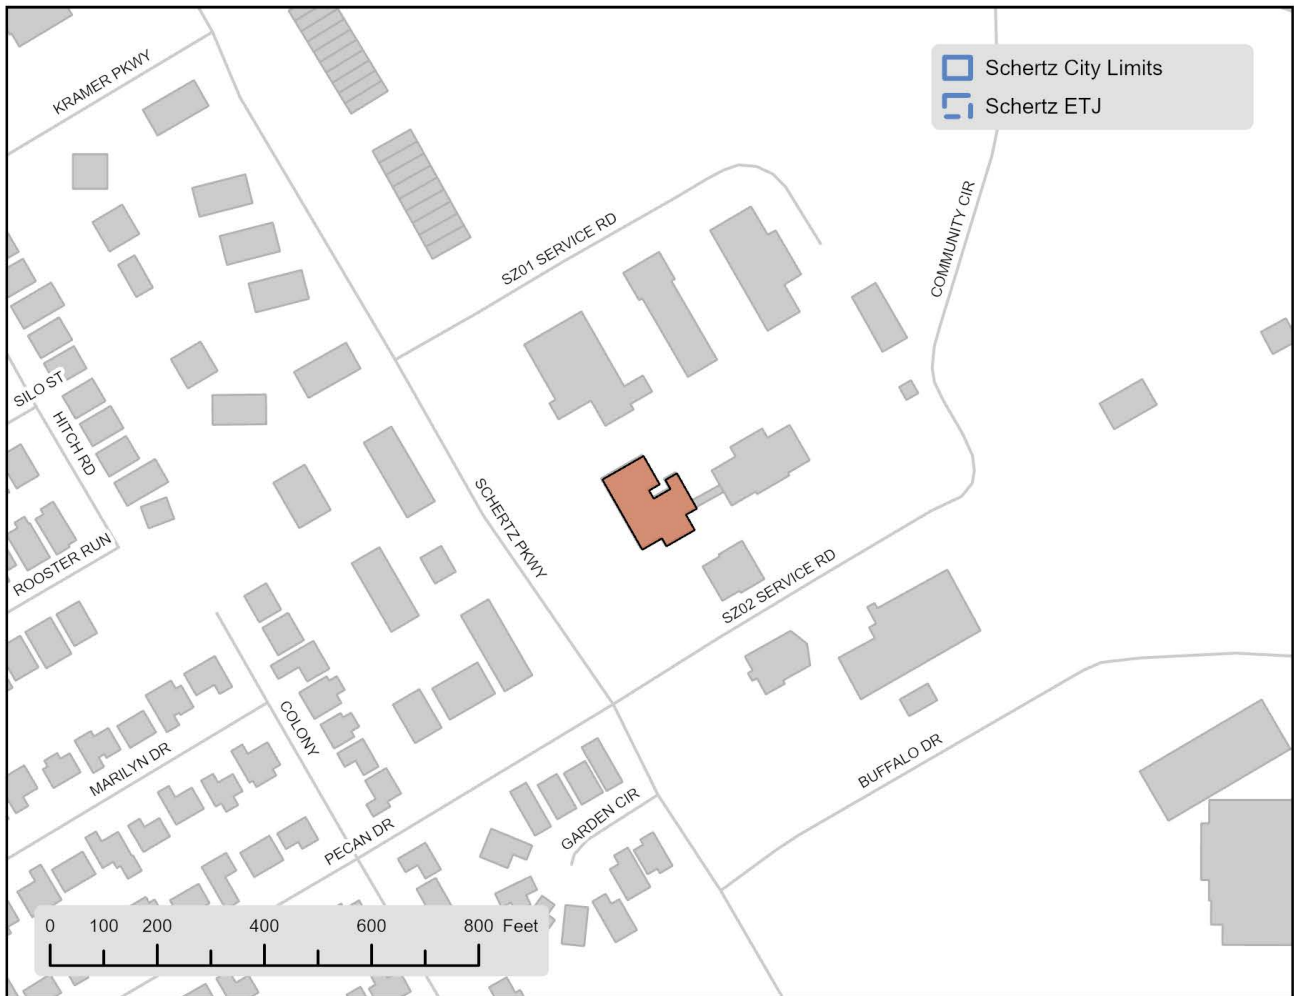 KRAMER PKWY
Schertz City Limits
Schertz ETJ
SZ01 SERVICE RD
COMMUNITY CIR
SILO ST
HITCH RD
SCHERTZ PKWY
ROOSTER RUN
SZ02 SERVICE RD
COLONY
MARILYN DR
BUFFALO DR
GARDEN CIR
PECAN DR
0 100 200 400 600 800 Feet